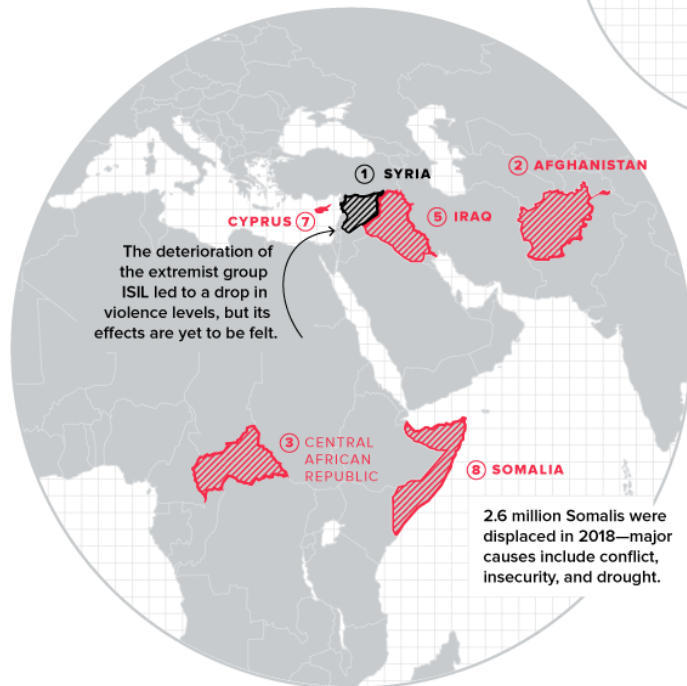 ① SYRIA
② AFGHANISTAN
CYPRUS ⑦
⑤ IRAQ
The deterioration of
the extremist group
ISIL led to a drop in
violence levels, but its
effects are yet to be felt.
③ CENTRAL
AFRICAN
REPUBLIC
⑧ SOMALIA
2.6 million Somalis were
displaced in 2018—major
causes include conflict,
insecurity, and drought.